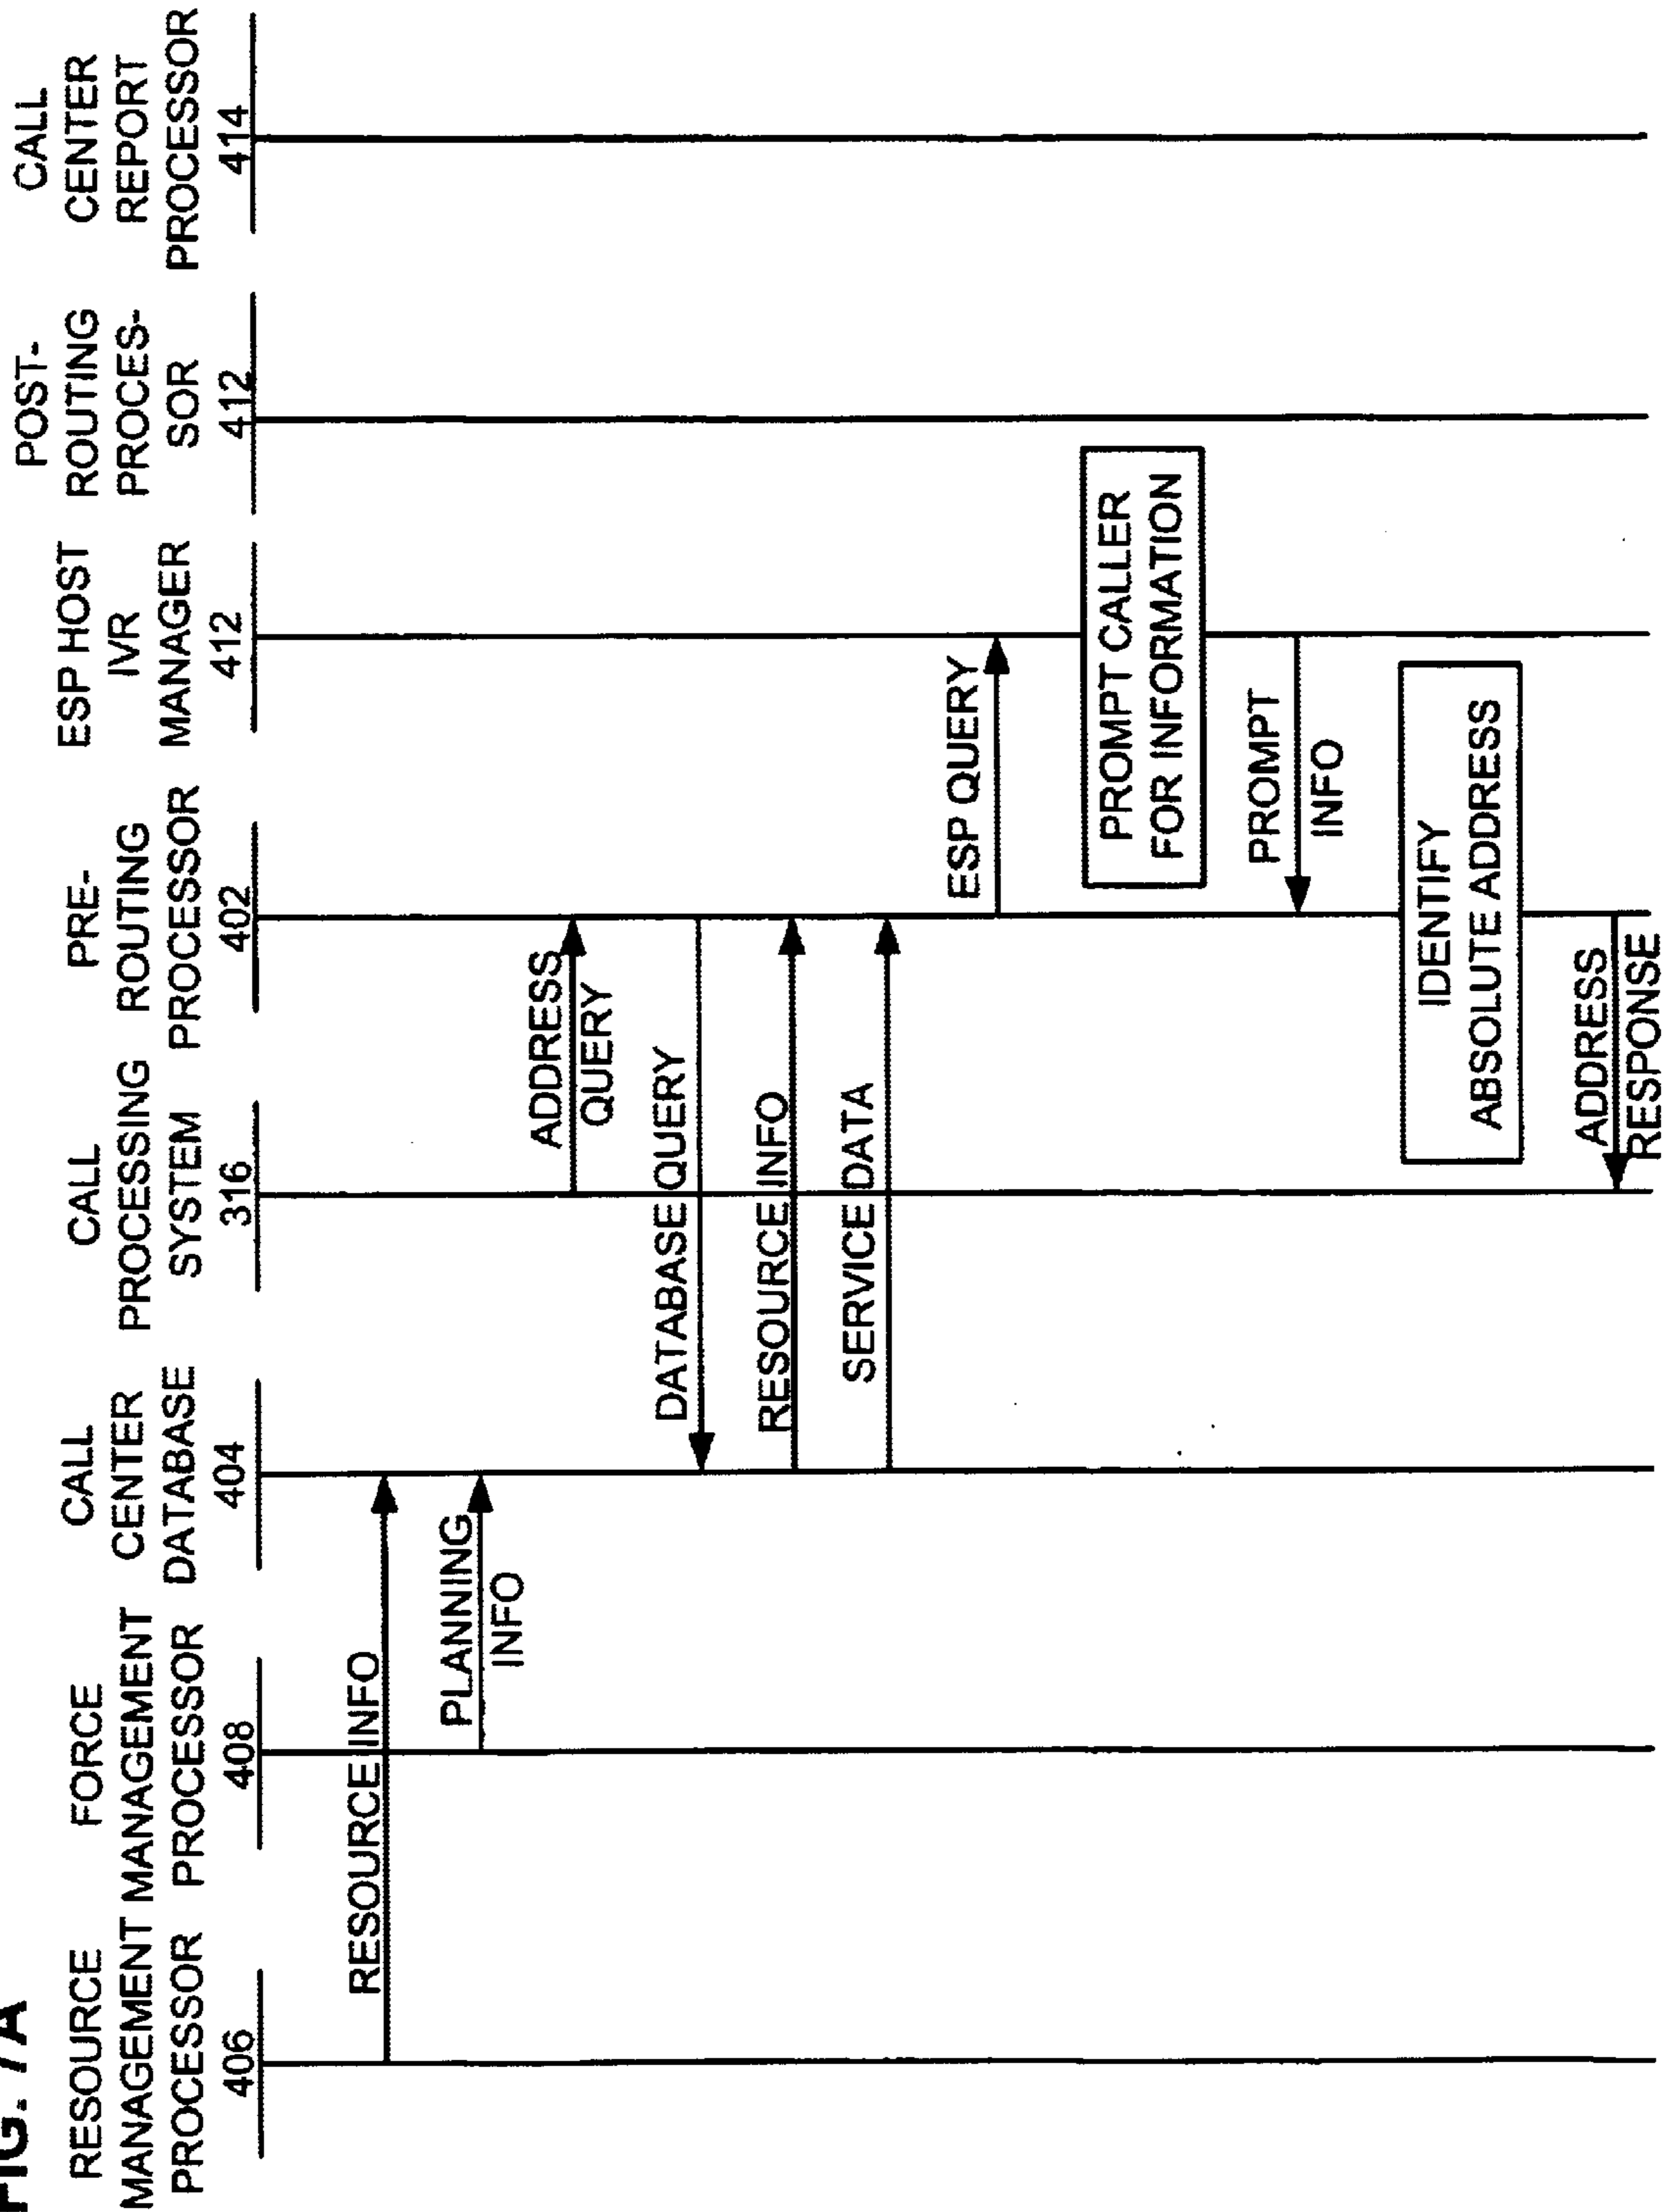 FIG. 7A
RESOURCE
MANAGEMENT
PROCESSOR
406
FORCE
MANAGEMENT
PROCESSOR
408
CALL
CENTER
DATABASE
404
CALL
PROCESSING
SYSTEM
316
PRE-
ROUTING
PROCESSOR
402
ESP HOST
IVR
MANAGER
412
POST-
ROUTING
PROCES-
SOR
412
CALL
CENTER
REPORT
PROCESSOR
414
RESOURCE INFO
PLANNING
INFO
ADDRESS
QUERY
DATABASE QUERY
RESOURCE INFO
SERVICE DATA
ESP QUERY
PROMPT CALLER
FOR INFORMATION
PROMPT
INFO
IDENTIFY
ABSOLUTE ADDRESS
ADDRESS
RESPONSE